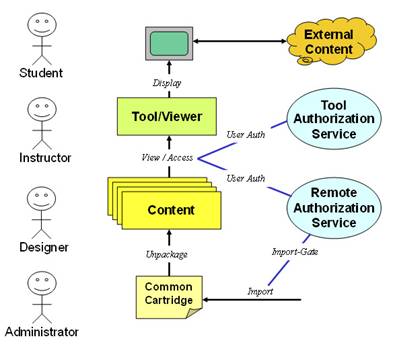 External
Content
Student
Display
Tool/Viewer
Tool
Authorization
Service
Instructor
User Auth
View / Access
User Auth
Content
Remote
Authorization
Service
Designer
Unpackage
Import-Gate
Common
Cartridge
Import
Administrator